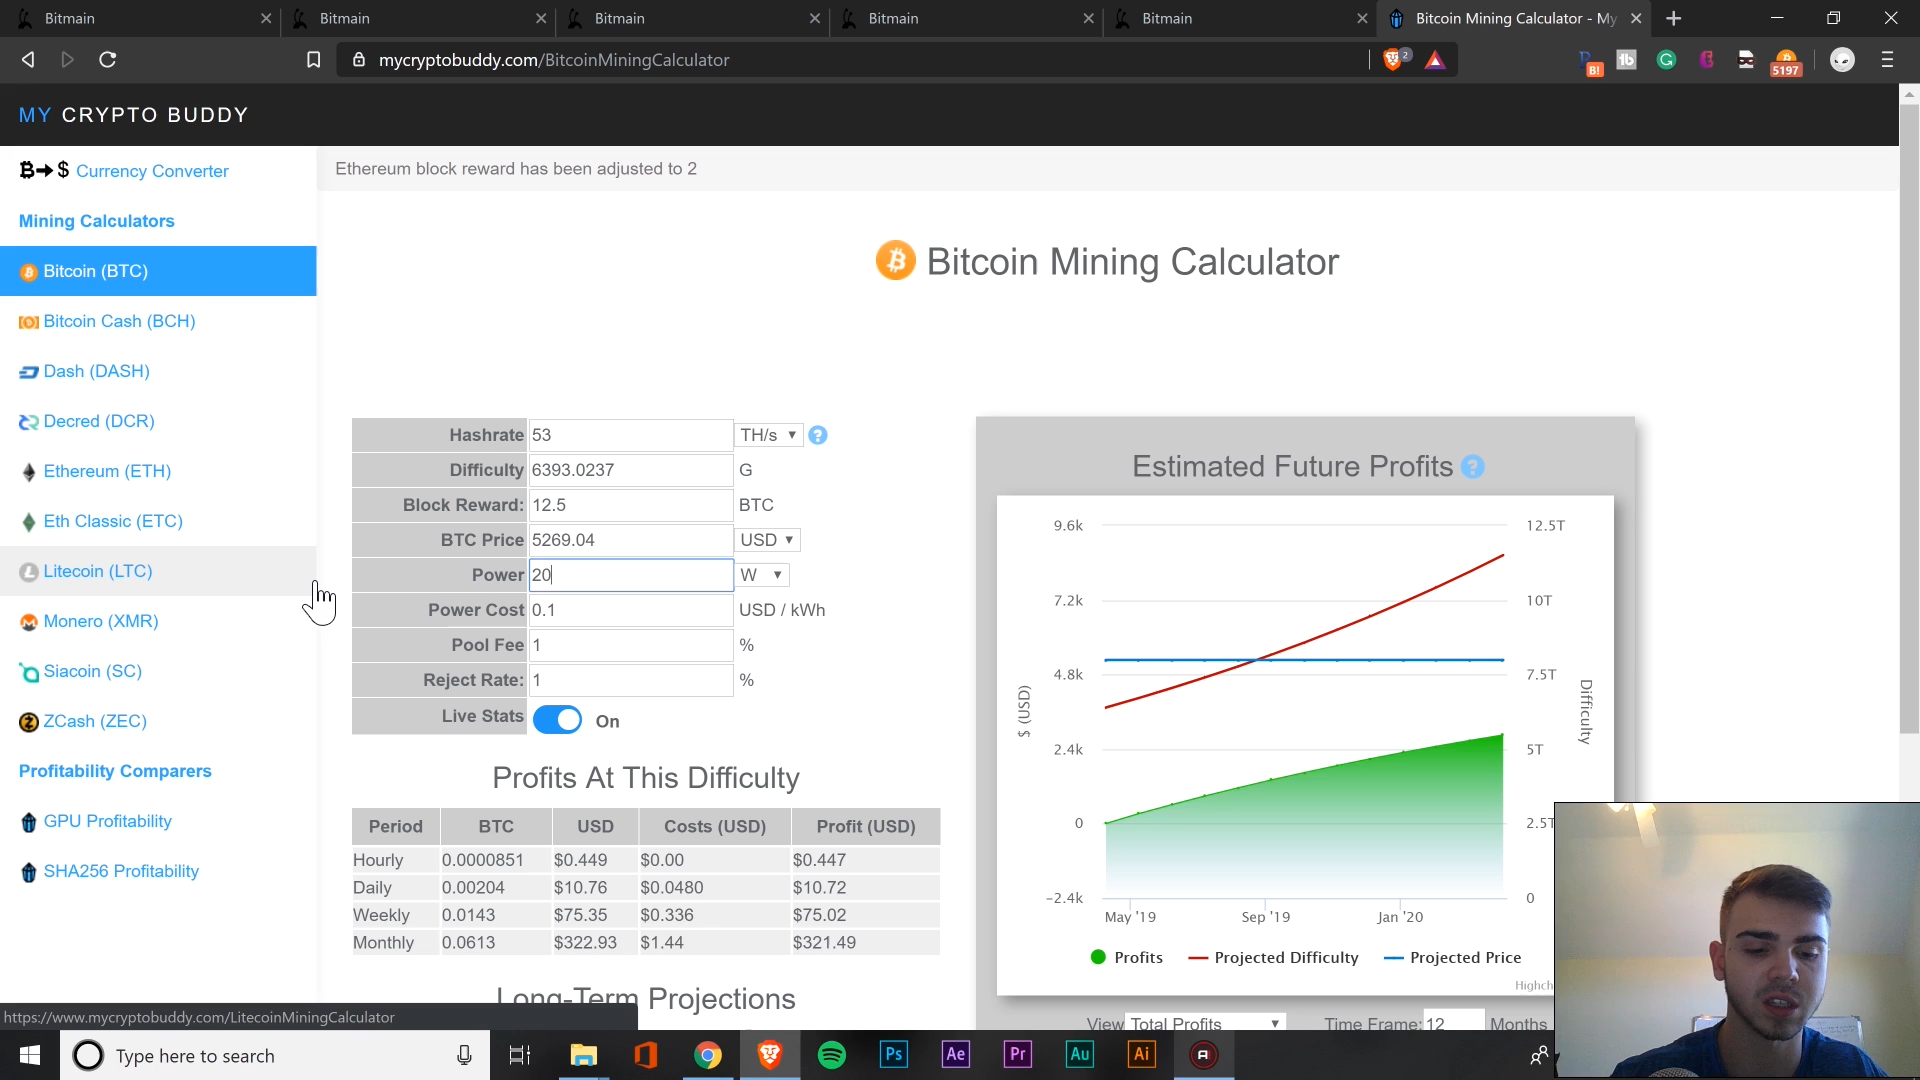 Bitmain
Bitmain
Bitmain
Bitmain
Bitmain
Bitcoin Mining Calculator - My
mycryptobuddy.com/BitcoinMiningCalculator
2
B!
tb
G
5197
MY CRYPTO BUDDY
Ethereum block reward has been adjusted to 2
$ Currency Converter
Mining Calculators
Bitcoin (BTC)
Bitcoin Cash (BCH)
Dash (DASH)
Decred (DCR)
Ethereum (ETH)
Eth Classic (ETC)
Litecoin (LTC)
Monero (XMR)
Siacoin (SC)
ZCash (ZEC)
Profitability Comparers
GPU Profitability
SHA256 Profitability
Bitcoin Mining Calculator
Hashrate 53 TH/s ?
Difficulty 6393.0237 G
Block Reward: 12.5 BTC
BTC Price 5269.04 USD
Power 20 W
Power Cost 0.1 USD / kWh
Pool Fee 1 %
Reject Rate: 1 %
Live Stats On
Profits At This Difficulty
Period BTC USD Costs (USD) Profit (USD)
Hourly 0.0000851 $0.449 $0.00 $0.447
Daily 0.00204 $10.76 $0.0480 $10.72
Weekly 0.0143 $75.35 $0.336 $75.02
Monthly 0.0613 $322.93 $1.44 $321.49
Long-Term Projections
Estimated Future Profits ?
9.6k 12.5T
7.2k 10T
4.8k 7.5T
2.4k 5T
0 2.5T
-2.4k 0
$ (USD)
Difficulty
May '19 Sep '19 Jan '20
Profits Projected Difficulty Projected Price
Highch
View Total Profits Time Frame: 12 Months
https://www.mycryptobuddy.com/LitecoinMiningCalculator
Type here to search
Ps
Ae
Pr
Au
Ai